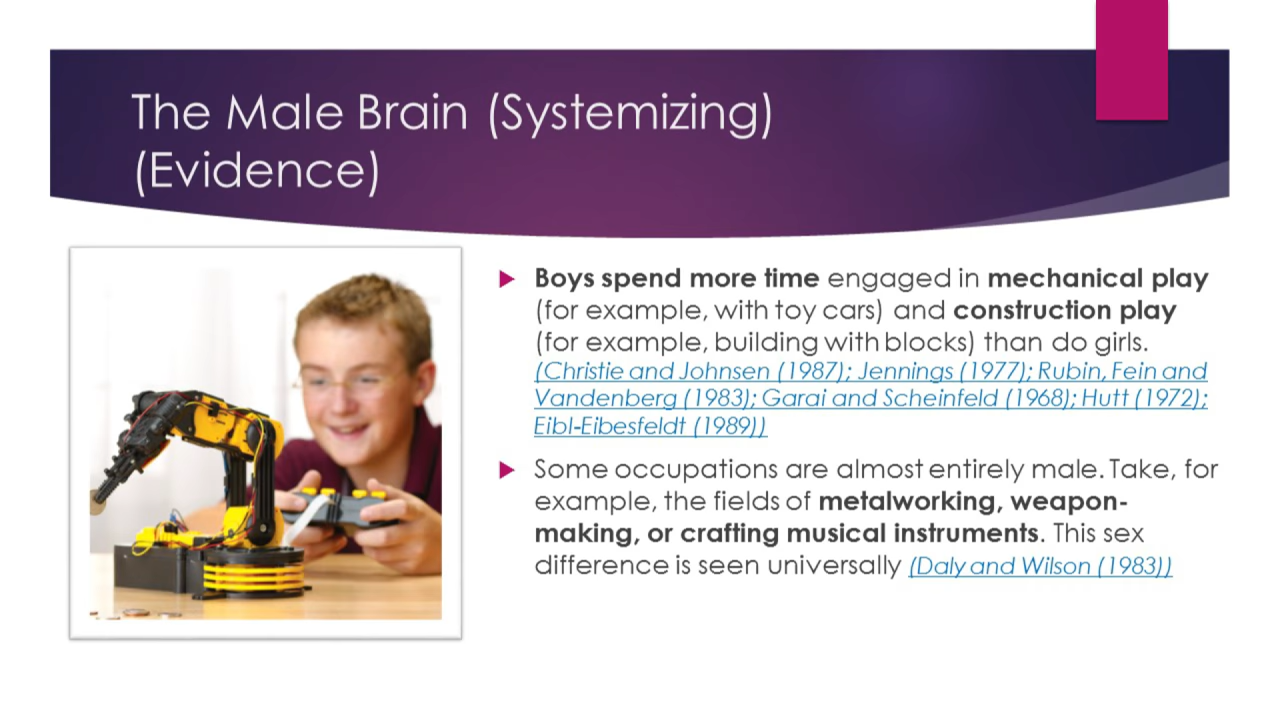 The Male Brain (Systemizing)
(Evidence)
Boys spend more time engaged in mechanical play
(for example, with toy cars) and construction play
(for example, building with blocks) than do girls.
(Christie and Johnsen (1987); Jennings (1977); Rubin, Fein and
Vandenberg (1983); Garai and Scheinfeld (1968); Hutt (1972);
Eibl-Eibesfeldt (1989))
Some occupations are almost entirely male. Take, for
example, the fields of metalworking, weapon-
making, or crafting musical instruments. This sex
difference is seen universally (Daly and Wilson (1983))